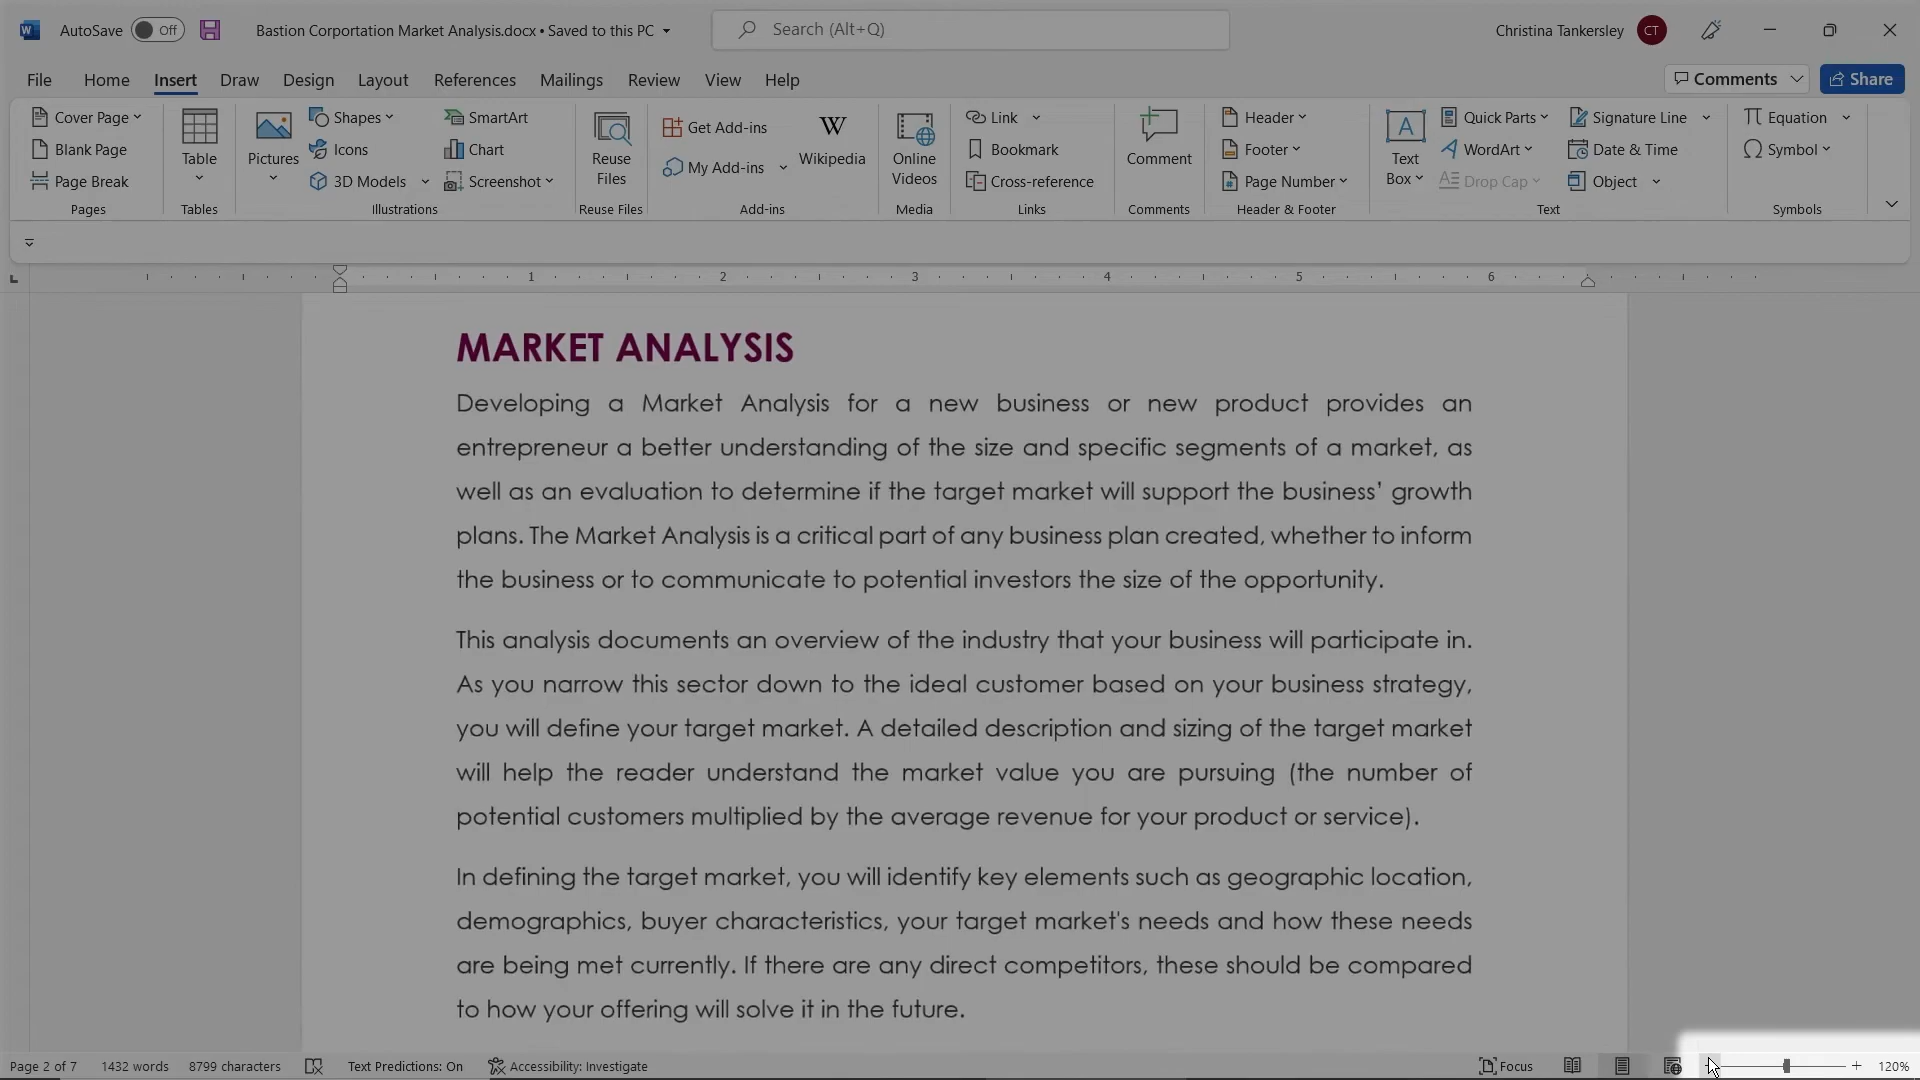 AutoSave Off Bastion Corportation Market Analysis.docx • Saved to this PC Search (Alt+Q) Christina Tankersley CT
File Home Insert Draw Design Layout References Mailings Review View Help Comments Share
Cover Page Shapes SmartArt Get Add-ins Link Header Quick Parts Signature Line Equation
Blank Page Icons Chart Bookmark Footer WordArt Date & Time Symbol
Page Break 3D Models Screenshot My Add-ins Cross-reference Page Number Drop Cap Object
Table Pictures Reuse Files Wikipedia Online Videos Comment Text Box
Pages Tables Illustrations Reuse Files Add-ins Media Links Comments Header & Footer Text Symbols
1 2 3 4 5 6
MARKET ANALYSIS
Developing a Market Analysis for a new business or new product provides an
entrepreneur a better understanding of the size and specific segments of a market, as
well as an evaluation to determine if the target market will support the business’ growth
plans. The Market Analysis is a critical part of any business plan created, whether to inform
the business or to communicate to potential investors the size of the opportunity.
This analysis documents an overview of the industry that your business will participate in.
As you narrow this sector down to the ideal customer based on your business strategy,
you will define your target market. A detailed description and sizing of the target market
will help the reader understand the market value you are pursuing (the number of
potential customers multiplied by the average revenue for your product or service).
In defining the target market, you will identify key elements such as geographic location,
demographics, buyer characteristics, your target market's needs and how these needs
are being met currently. If there are any direct competitors, these should be compared
to how your offering will solve it in the future.
Page 2 of 7 1432 words 8799 characters Text Predictions: On Accessibility: Investigate Focus 120%